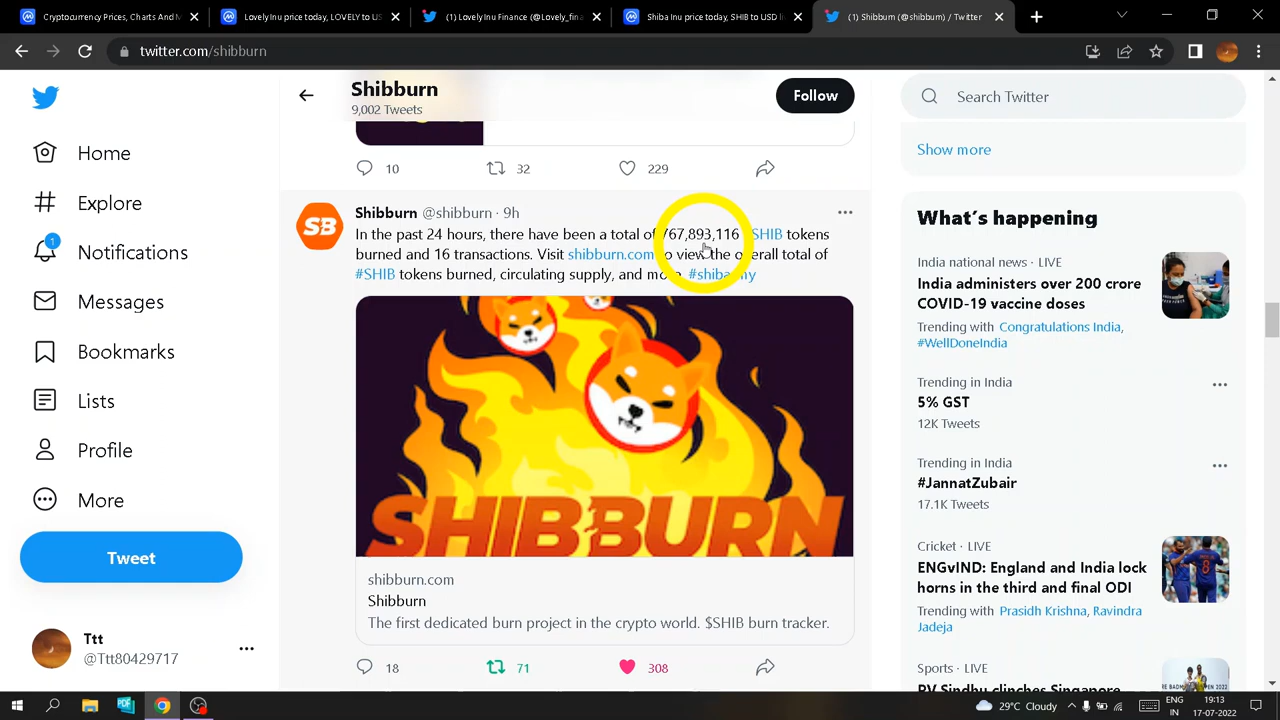 Cryptocurrency Prices, Charts And M
LovelyInu price today, LOVELY to US
(1) LovelyInu Finance (@Lovely_fina
Shiba Inu price today, SHIB to USD li
(1) Shibburn (@shibburn) / Twitter
twitter.com/shibburn
Shibburn
9,002 Tweets
Follow
Search Twitter
Home
Explore
1
Notifications
Messages
Bookmarks
Lists
Profile
More
Tweet
Ttt
@Ttt80429717
10
32
229
Shibburn @shibburn · 9h
In the past 24 hours, there have been a total of 767,893,116 SHIB tokens
burned and 16 transactions. Visit shibburn.com to view the overall total of
#SHIB tokens burned, circulating supply, and more. #shibarmy
SHIBBURN
shibburn.com
Shibburn
The first dedicated burn project in the crypto world. $SHIB burn tracker.
18
71
308
Show more
What's happening
India national news · LIVE
India administers over 200 crore
COVID-19 vaccine doses
Trending with Congratulations India,
#WellDoneIndia
Trending in India
5% GST
12K Tweets
Trending in India
#JannatZubair
17.1K Tweets
Cricket · LIVE
ENGvIND: England and India lock
horns in the third and final ODI
Trending with Prasidh Krishna, Ravindra
Jadeja
Sports · LIVE
PV Sindhu clinches Singapore
29°C Cloudy
ENG
IN
19:13
17-07-2022